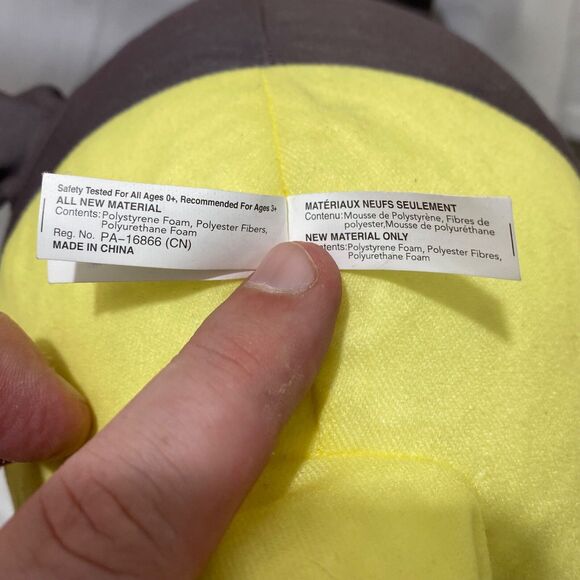 Safety Tested For All Ages 0+, Recommended For Ages 3+
ALL NEW MATERIAL
Contents:Polystyrene Foam, Polyester Fibers,
Polyurethane Foam
Reg. No. PA-16866 (CN)
MADE IN CHINA
MATÉRIAUX NEUFS SEULEMENT
Contenu:Mousse de Polystyrène, Fibres de
polyester,Mousse de polyuréthane
NEW MATERIAL ONLY
Polystyrene Foam, Polyester Fibres,
Polyurethane Foam